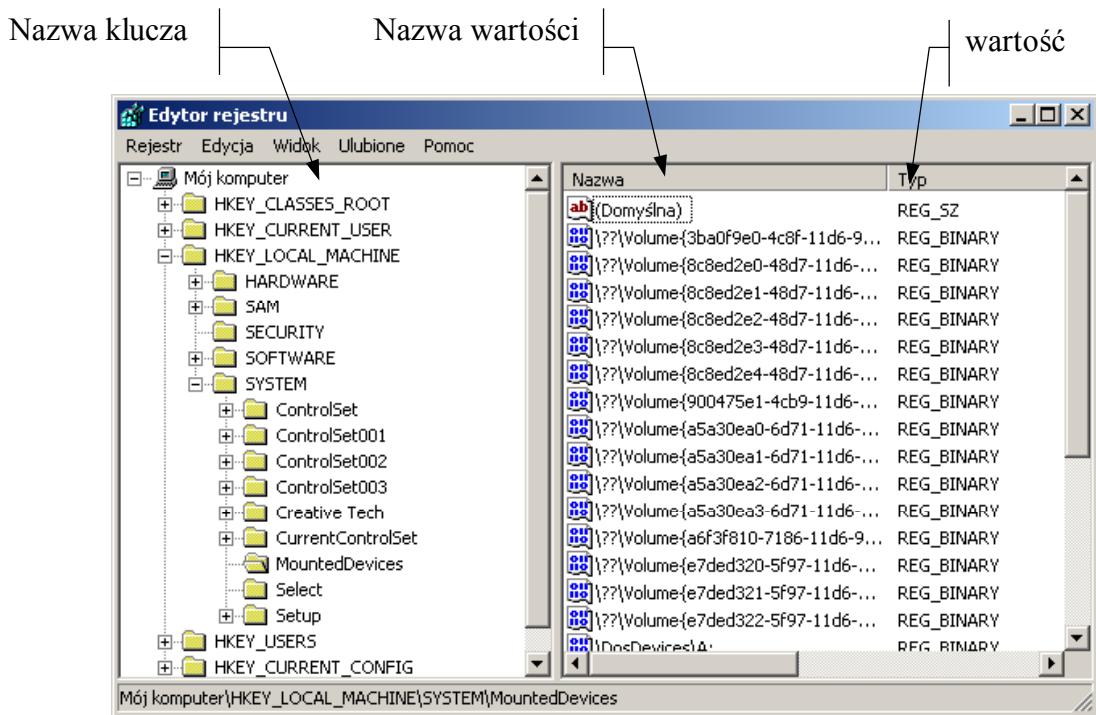 Nazwa klucza
Nazwa wartości
wartość
Edytor rejestru
Rejestr Edycja Widok Ulubione Pomoc
Mój komputer
HKEY_CLASSES_ROOT
HKEY_CURRENT_USER
HKEY_LOCAL_MACHINE
HARDWARE
SAM
SECURITY
SOFTWARE
SYSTEM
ControlSet
ControlSet001
ControlSet002
ControlSet003
Creative Tech
CurrentControlSet
MountedDevices
Select
Setup
HKEY_USERS
HKEY_CURRENT_CONFIG
Nazwa Typ
(Domyślna) REG_SZ
\??\Volume{3ba0f9e0-4c8f-11d6-9... REG_BINARY
\??\Volume{8c8ed2e0-48d7-11d6-... REG_BINARY
\??\Volume{8c8ed2e1-48d7-11d6-... REG_BINARY
\??\Volume{8c8ed2e2-48d7-11d6-... REG_BINARY
\??\Volume{8c8ed2e3-48d7-11d6-... REG_BINARY
\??\Volume{8c8ed2e4-48d7-11d6-... REG_BINARY
\??\Volume{900475e1-4cb9-11d6-... REG_BINARY
\??\Volume{a5a30ea0-6d71-11d6-... REG_BINARY
\??\Volume{a5a30ea1-6d71-11d6-... REG_BINARY
\??\Volume{a5a30ea2-6d71-11d6-... REG_BINARY
\??\Volume{a5a30ea3-6d71-11d6-... REG_BINARY
\??\Volume{a6f3f810-7186-11d6-9... REG_BINARY
\??\Volume{e7ded320-5f97-11d6-... REG_BINARY
\??\Volume{e7ded321-5f97-11d6-... REG_BINARY
\??\Volume{e7ded322-5f97-11d6-... REG_BINARY
\DosDevices\A: REG_BINARY
Mój komputer\HKEY_LOCAL_MACHINE\SYSTEM\MountedDevices